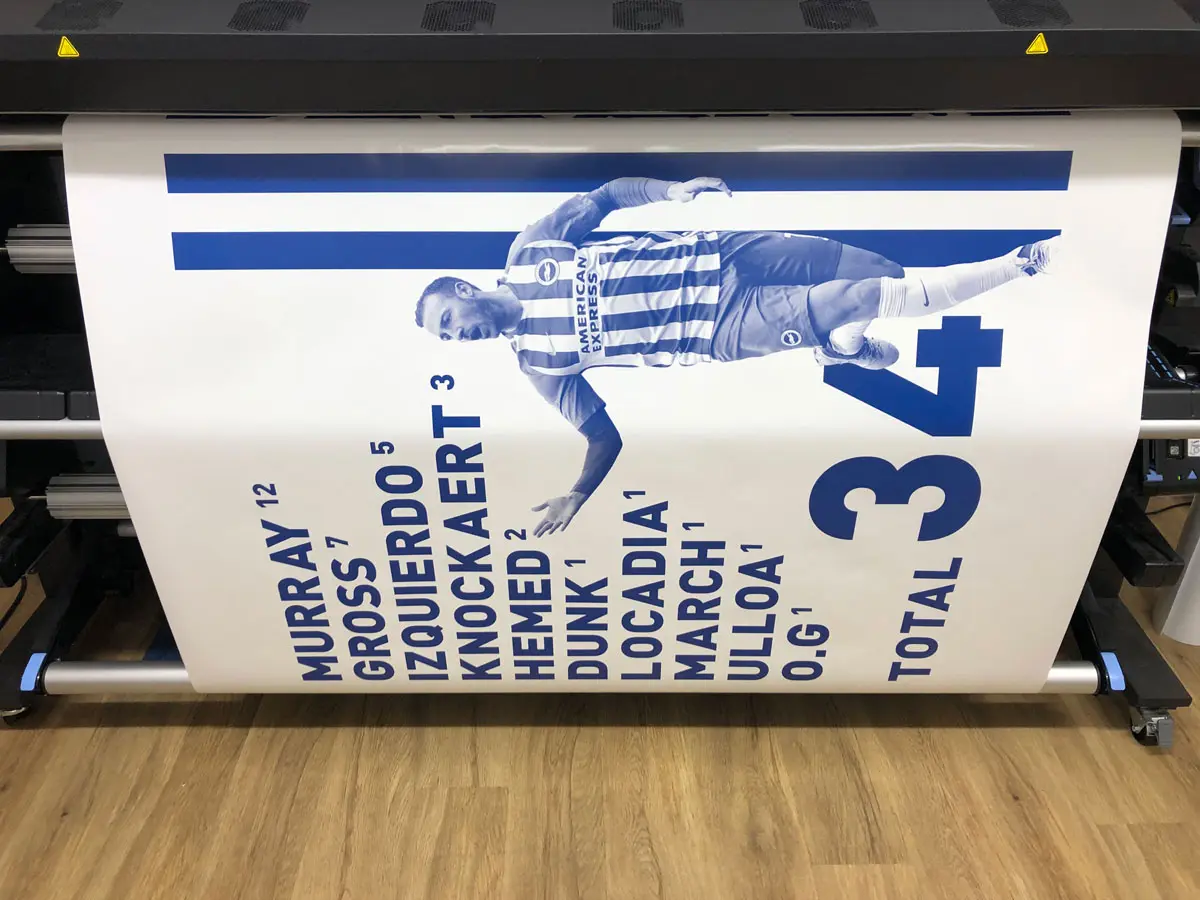 AMERICAN
EXPRESS
MURRAY 12
GROSS 7
IZQUIERDO 5
KNOCKAERT 3
HEMED 2
DUNK 1
LOCADIA 1
MARCH 1
ULLOA 1
O.G 1
TOTAL 34